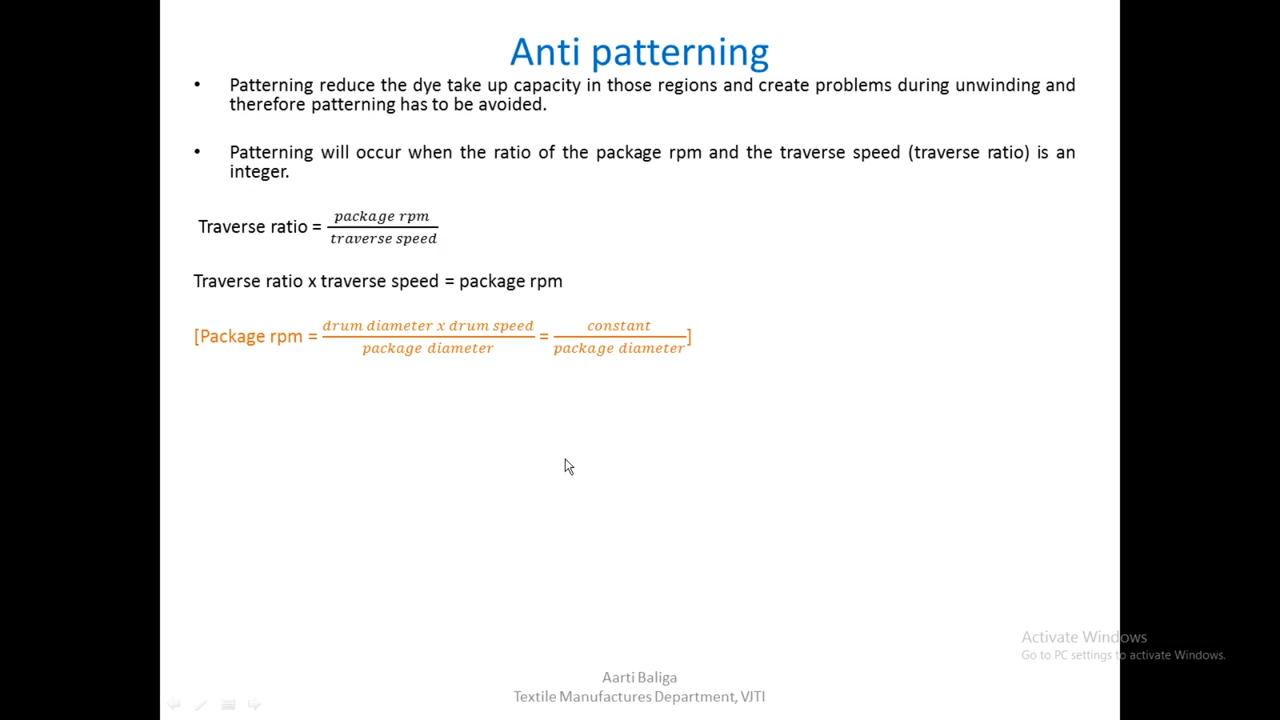 Anti patterning
• Patterning reduce the dye take up capacity in those regions and create problems during unwinding and
therefore patterning has to be avoided.
• Patterning will occur when the ratio of the package rpm and the traverse speed (traverse ratio) is an
integer.
Traverse ratio = package rpm / traverse speed
Traverse ratio x traverse speed = package rpm
[Package rpm = drum diameter x drum speed / package diameter = constant / package diameter]
Activate Windows
Go to PC settings to activate Windows.
Aarti Baliga
Textile Manufactures Department, VJTI